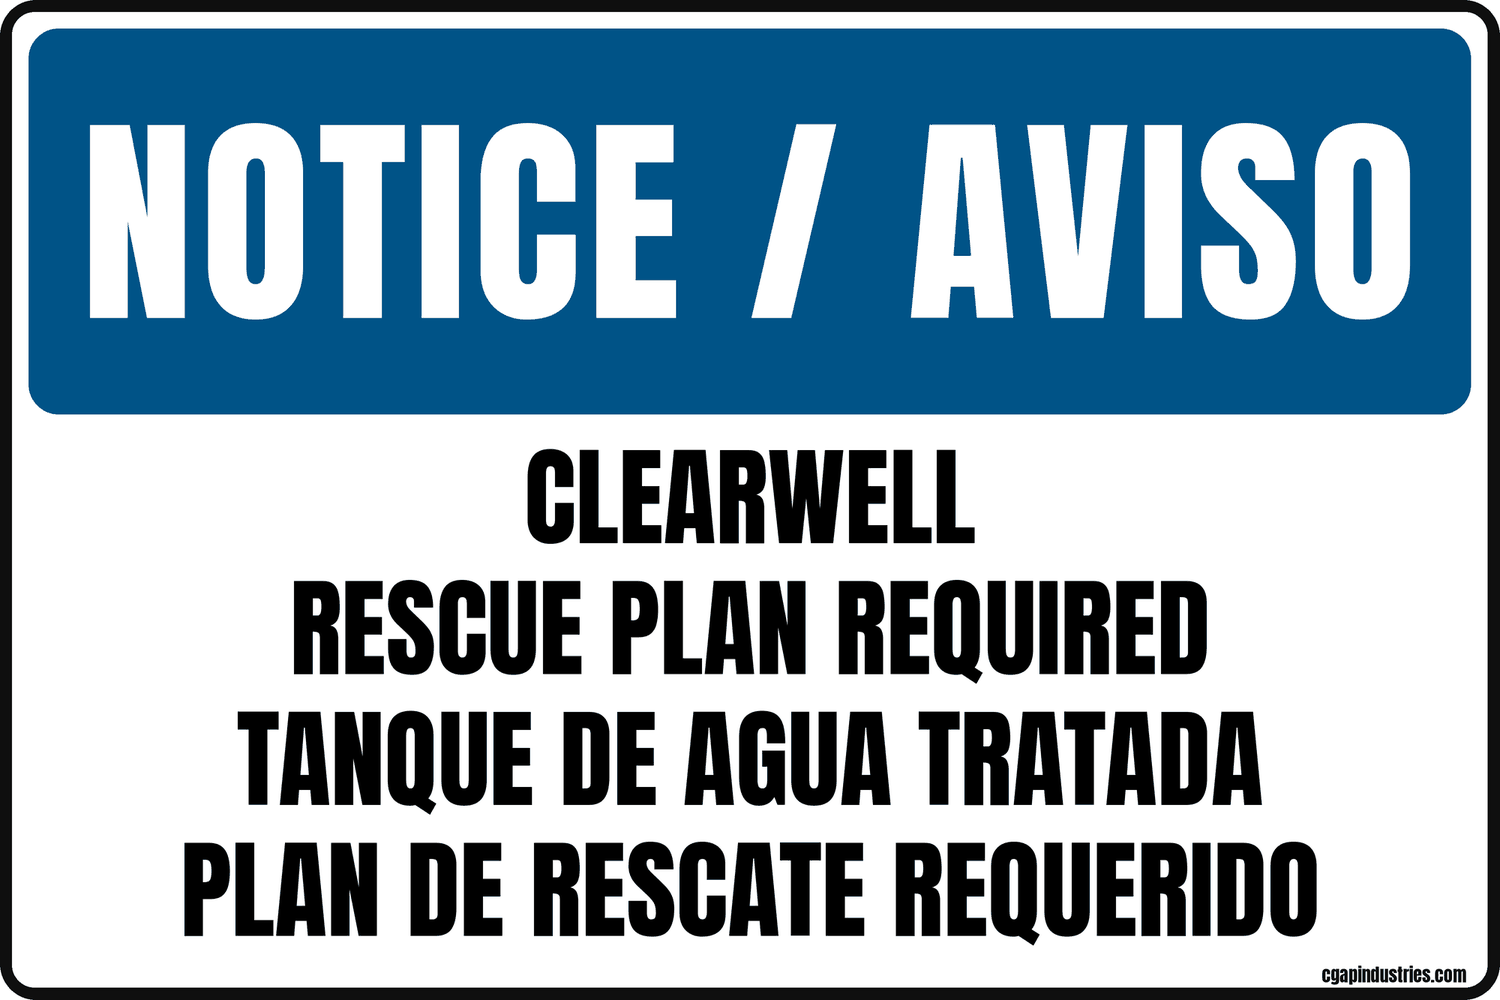 NOTICE / AVISO
CLEARWELL
RESCUE PLAN REQUIRED
TANQUE DE AGUA TRATADA
PLAN DE RESCATE REQUERIDO
cgapindustries.com